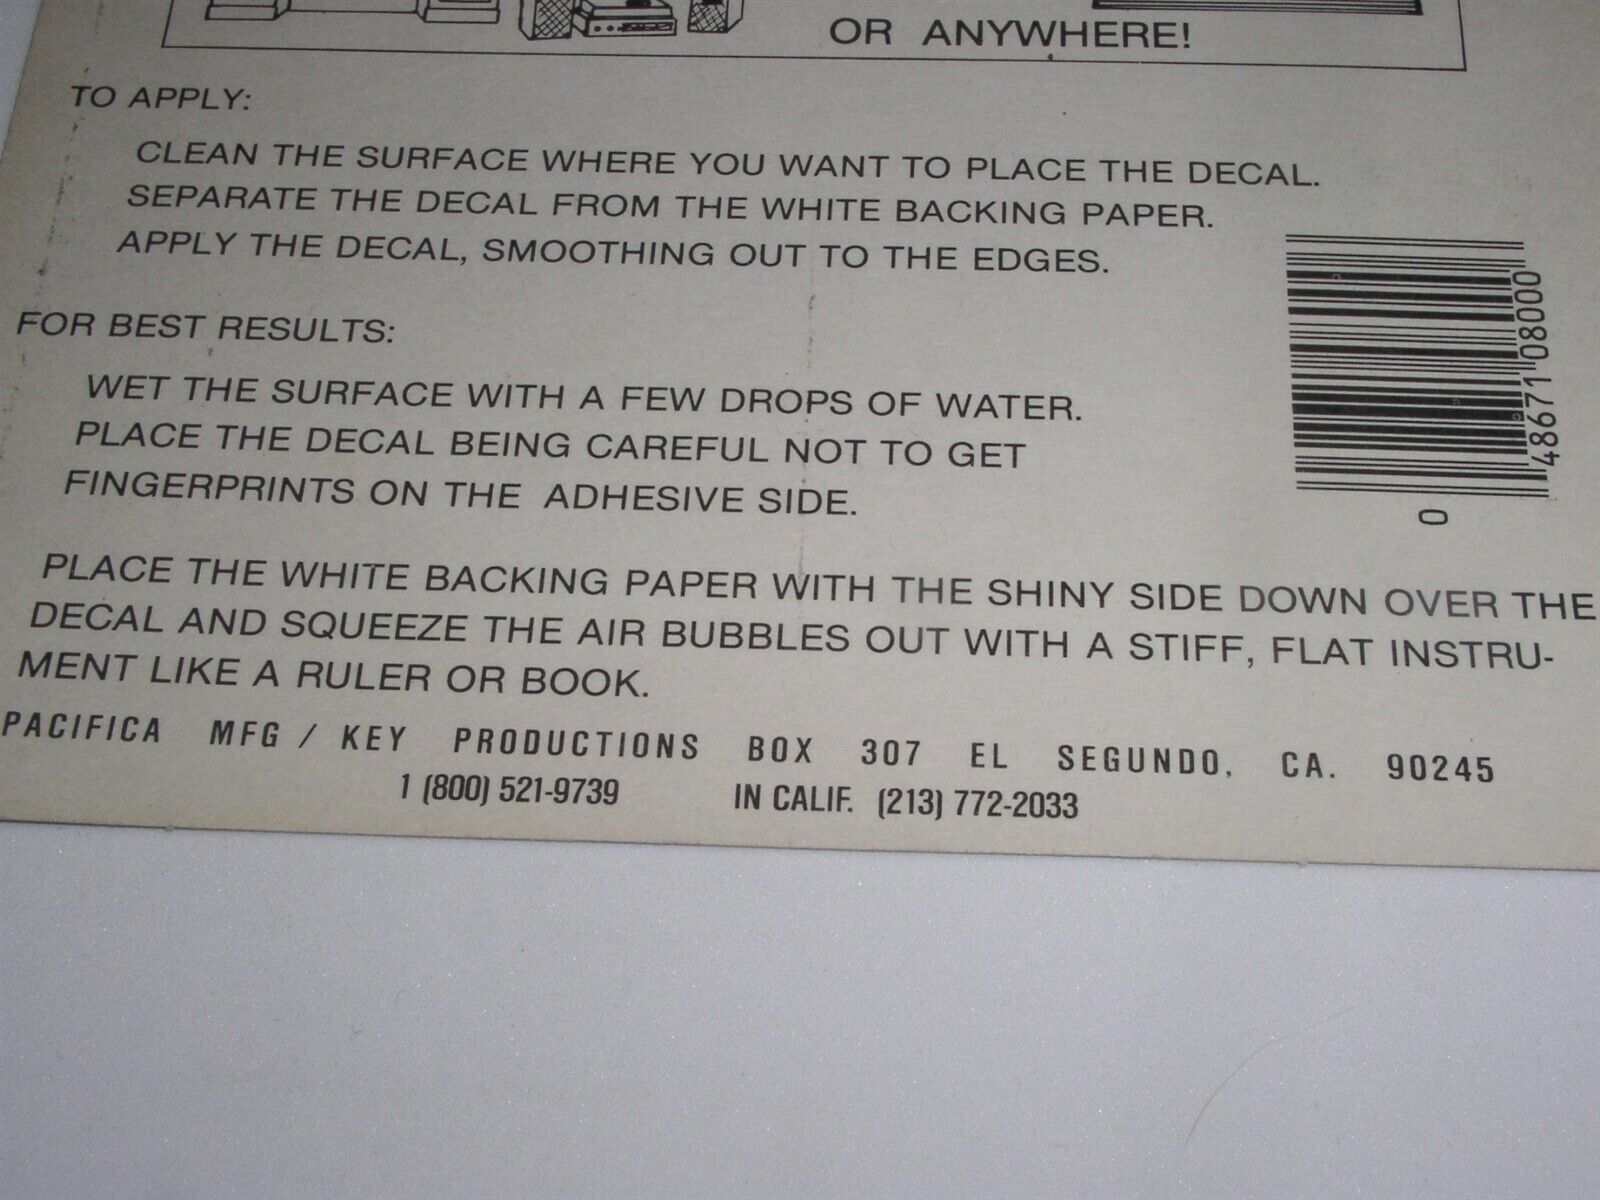 OR ANYWHERE!
TO APPLY:
CLEAN THE SURFACE WHERE YOU WANT TO PLACE THE DECAL.
SEPARATE THE DECAL FROM THE WHITE BACKING PAPER.
APPLY THE DECAL, SMOOTHING OUT TO THE EDGES.
48671 08000
0
FOR BEST RESULTS:
WET THE SURFACE WITH A FEW DROPS OF WATER.
PLACE THE DECAL BEING CAREFUL NOT TO GET
FINGERPRINTS ON THE ADHESIVE SIDE.
PLACE THE WHITE BACKING PAPER WITH THE SHINY SIDE DOWN OVER THE
DECAL AND SQUEEZE THE AIR BUBBLES OUT WITH A STIFF, FLAT INSTRU-
MENT LIKE A RULER OR BOOK.
PACIFICA MFG / KEY PRODUCTIONS BOX 307 EL SEGUNDO, CA. 90245
1 (800) 521-9739 IN CALIF. (213) 772-2033